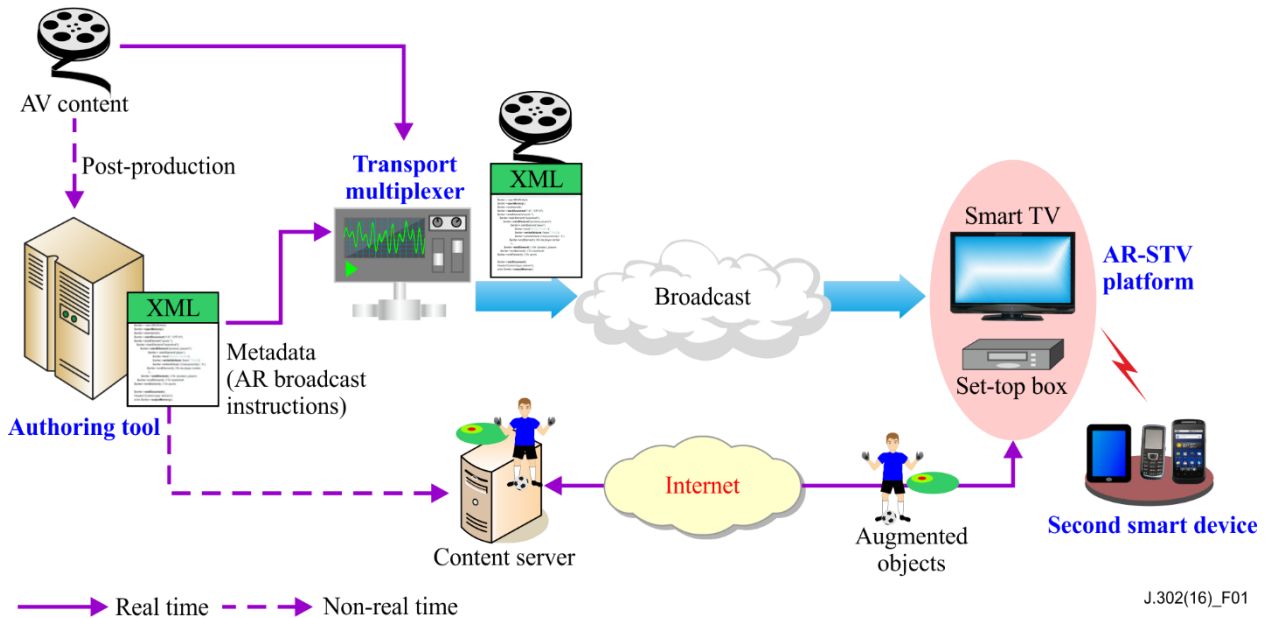 AV content
Post-production
Transport
multiplexer
XML
Smart TV
AR-STV
platform
Broadcast
XML
Metadata
(AR broadcast
instructions)
Set-top box
Authoring tool
Internet
Second smart device
Content server
Augmented
objects
Real time
Non-real time
J.302(16)_F01